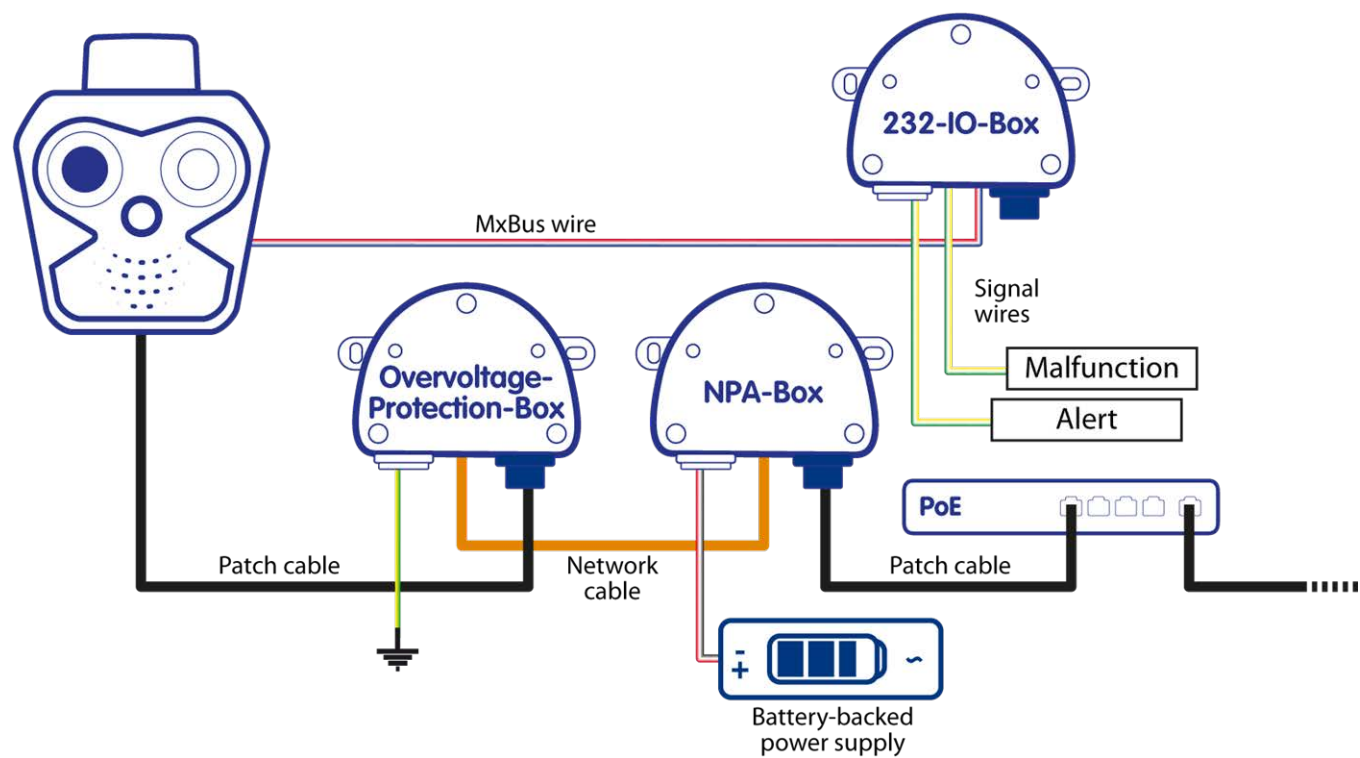 232-IO-Box
MxBus wire
Signal
wires
Overvoltage-
Protection-Box
NPA-Box
Malfunction
Alert
PoE
Patch cable
Network
cable
Patch cable
-
+
~
Battery-backed
power supply